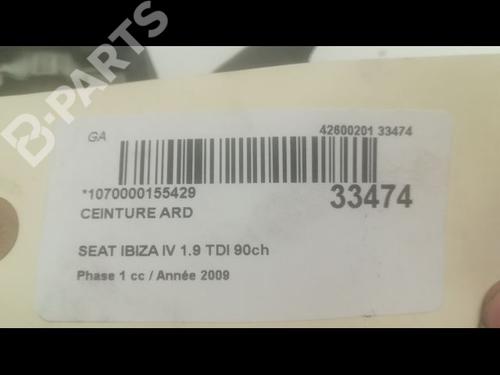 B-PARTS
GA
42600201 33474
*1070000155429
33474
CEINTURE ARD
SEAT IBIZA IV 1.9 TDI 90ch
Phase 1 cc / Année 2009